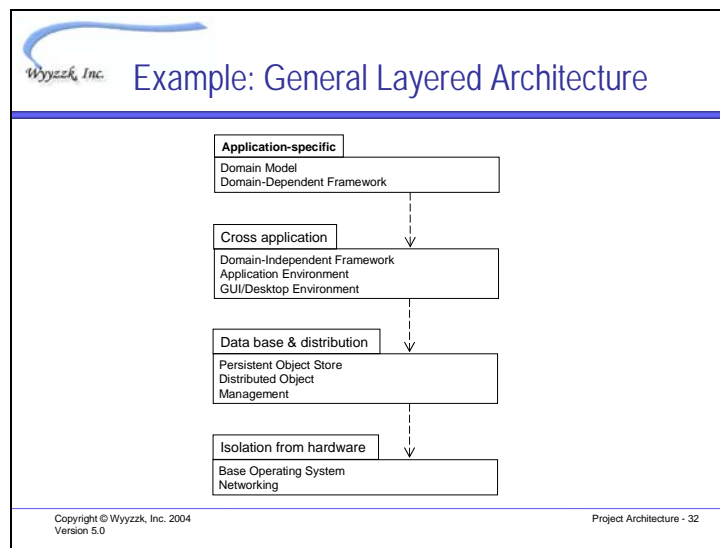 Wyyzzk, Inc.
Example: General Layered Architecture
Application-specific
Domain Model
Domain-Dependent Framework
Cross application
Domain-Independent Framework
Application Environment
GUI/Desktop Environment
Data base & distribution
Persistent Object Store
Distributed Object
Management
Isolation from hardware
Base Operating System
Networking
Copyright © Wyyzzk, Inc. 2004
Version 5.0
Project Architecture - 32